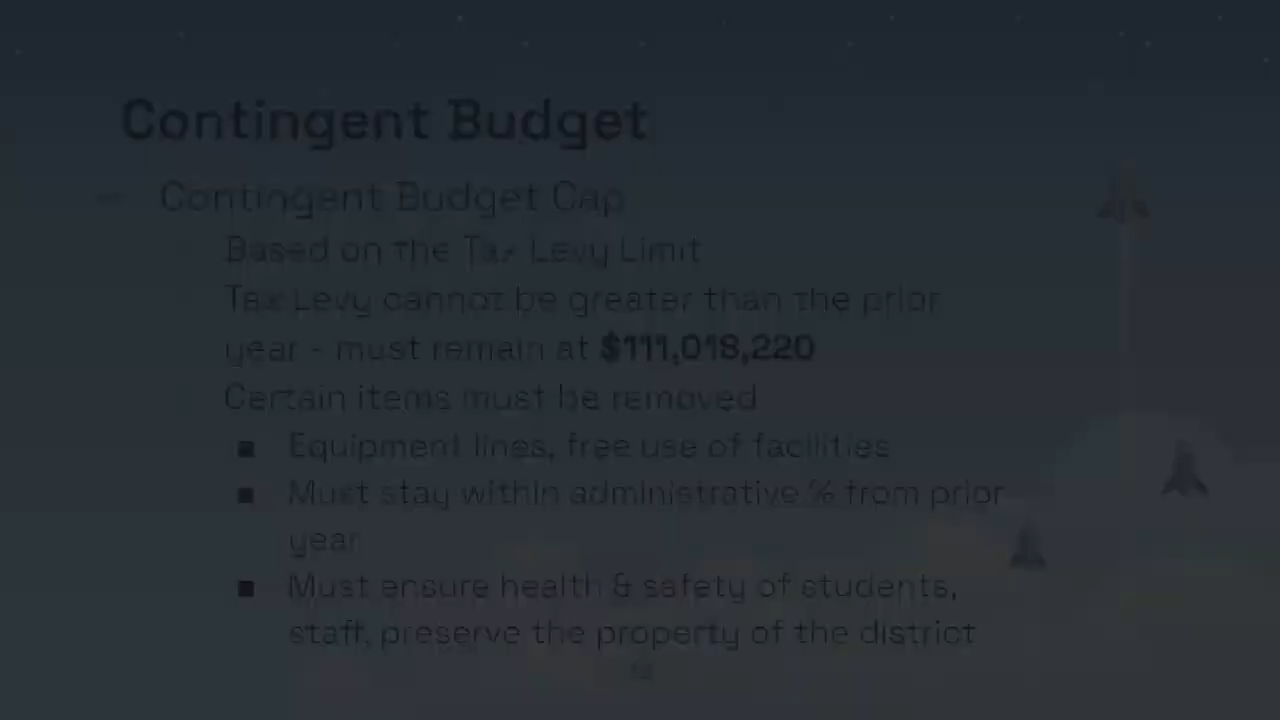 Contingent Budget
Contingent Budget Cap
Based on the Tax Levy Limit
Tax Levy cannot be greater than the prior
year - must remain at $111,018,220
Certain items must be removed
■ Equipment lines, free use of facilities
■ Must stay within administrative % from prior
year
■ Must ensure health & safety of students,
staff, preserve the property of the district